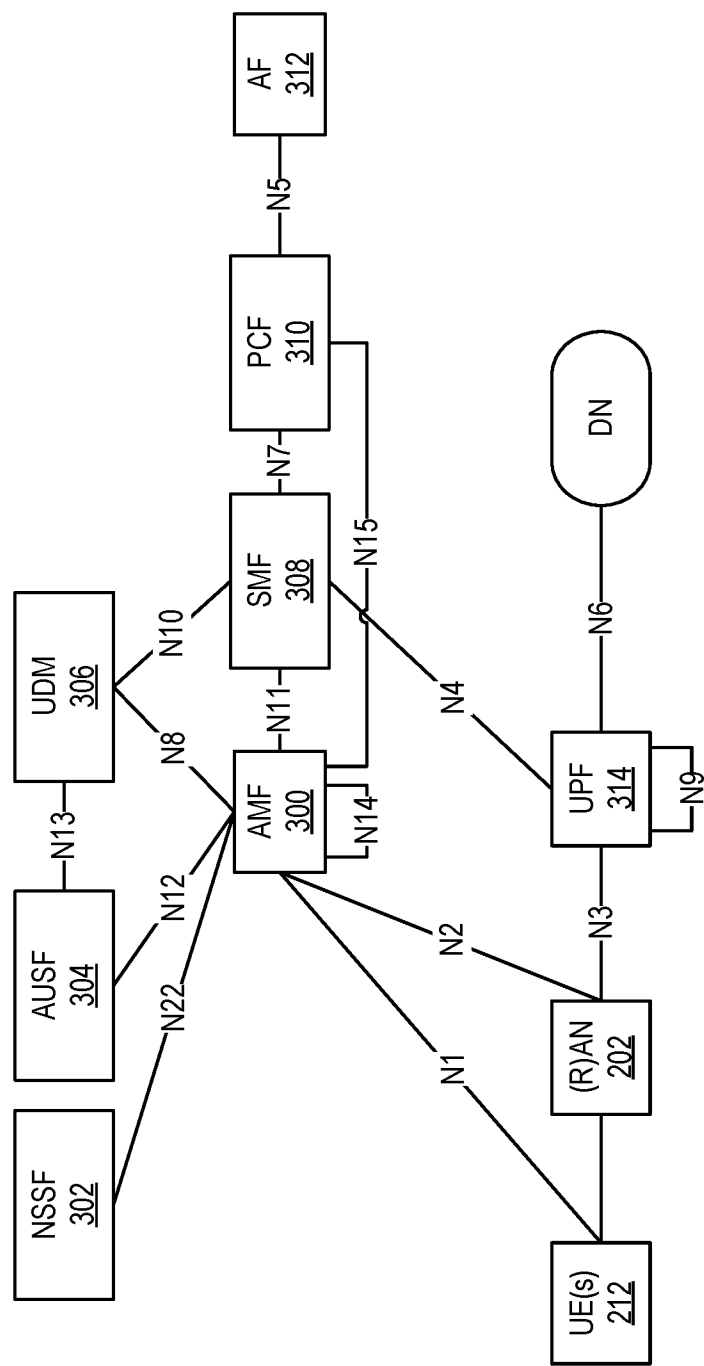 NSSF
302
AUSF
304
N13
UDM
306
N22
N12
N8
N10
AMF
300
N11
SMF
308
N7
PCF
310
N5
AF
312
N14
N15
N1
N2
N4
UE(s)
212
(R)AN
202
N3
UPF
314
N6
DN
N9